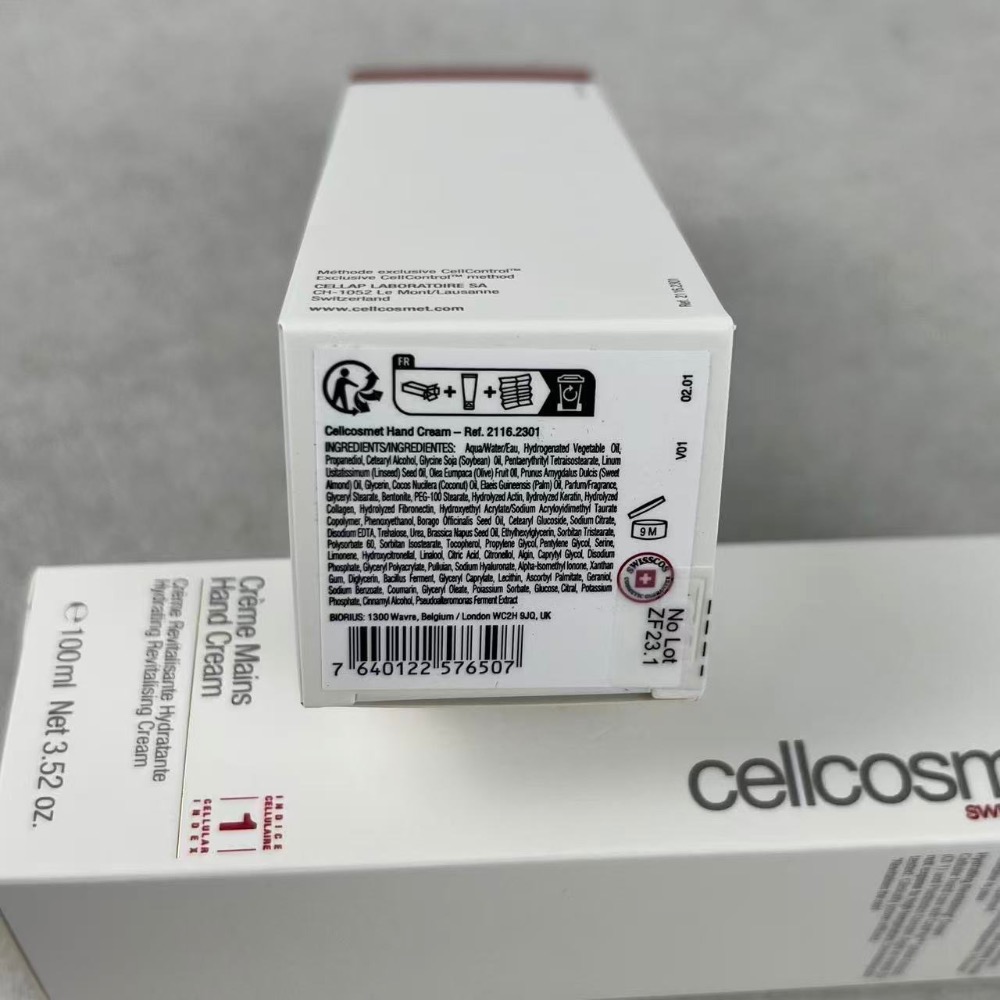 Méthode exclusive CellControl™
Exclusive CellControl™ method
CELLAP LABORATOIRE SA
CH-1052 Le Mont/Lausanne
Switzerland
www.cellcosmet.com
Ref. 2116.2301
FR
Cellcosmet Hand Cream – Ref. 2116.2301
INGREDIENTS/INGREDIENTES: Aqua/Water/Eau, Hydrogenated Vegetable Oil,
Propanediol, Cetearyl Alcohol, Glycine Soja (Soybean) Oil, Pentaerythrityl Tetraisostearate, Linum
Usitatissimum (Linseed) Seed Oil, Olea Europaea (Olive) Fruit Oil, Prunus Amygdalus Dulcis (Sweet
Almond) Oil, Glycerin, Cocos Nucifera (Coconut) Oil, Elaeis Guineensis (Palm) Oil, Parfum/Fragrance,
Glyceryl Stearate, Bentonite, PEG-100 Stearate, Hydrolyzed Actin, Hydrolyzed Keratin, Hydrolyzed
Collagen, Hydrolyzed Fibronectin, Hydroxyethyl Acrylate/Sodium Acryloyldimethyl Taurate
Copolymer, Phenoxyethanol, Borago Officinalis Seed Oil, Cetearyl Glucoside, Sodium Citrate,
Disodium EDTA, Trehalose, Urea, Brassica Napus Seed Oil, Ethylhexylglycerin, Sorbitan Tristearate,
Polysorbate 60, Sorbitan Isostearate, Tocopherol, Propylene Glycol, Pentylene Glycol, Serine,
Limonene, Hydroxycitronellal, Linalool, Citric Acid, Citronellol, Algin, Caprylyl Glycol, Disodium
Phosphate, Glyceryl Polyacrylate, Pullulan, Sodium Hyaluronate, Alpha-Isomethyl Ionone, Xanthan
Gum, Diglycerin, Bacillus Ferment, Glyceryl Caprylate, Lecithin, Ascorbyl Palmitate, Geraniol,
Sodium Benzoate, Coumarin, Glyceryl Oleate, Potassium Sorbate, Glucose, Citral, Potassium
Phosphate, Cinnamyl Alcohol, Pseudoalteromonas Ferment Extract
BIORIUS: 1300 Wavre, Belgium / London WC2H 9JQ, UK
7 640122 576507
V01
02.01
9 M
SWISSCOS
No Lot
ZF23.1
Crème Mains
Hand Cream
Crème Revitalisante Hydratante
Hydrating Revitalising Cream
e 100ml Net 3.52 oz.
INDICE
CELLULAIRE
1
CELLULAR
INDEX
cellcosm
sw